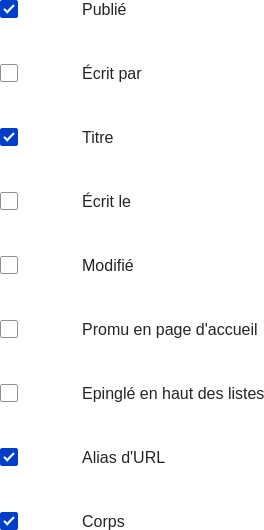 Publié
Écrit par
Titre
Écrit le
Modifié
Promu en page d'accueil
Epinglé en haut des listes
Alias d'URL
Corps